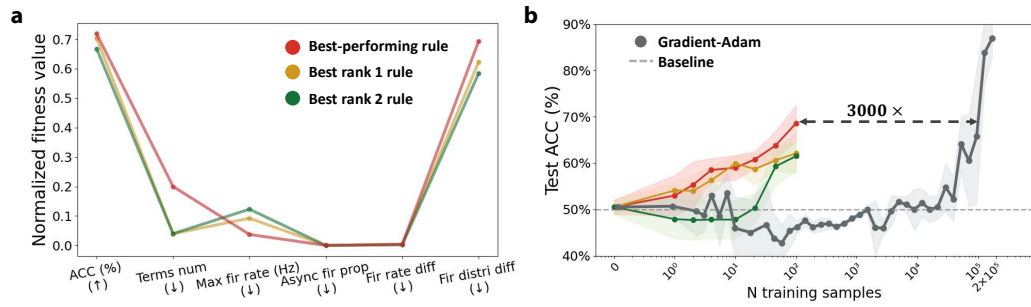 a
Normalized fitness value
0.7
0.6
0.5
0.4
0.3
0.2
0.1
0.0
Best-performing rule
Best rank 1 rule
Best rank 2 rule
ACC (%)
(↑)
Terms num
(↓)
Max fir rate (Hz)
(↓)
Async fir prop
(↓)
Fir rate diff
(↓)
Fir distri diff
(↓)
b
Test ACC (%)
90%
80%
70%
60%
50%
40%
Gradient-Adam
Baseline
3000 ×
0
10⁰
10¹
10²
10³
10⁴
10⁵
2×10⁵
N training samples